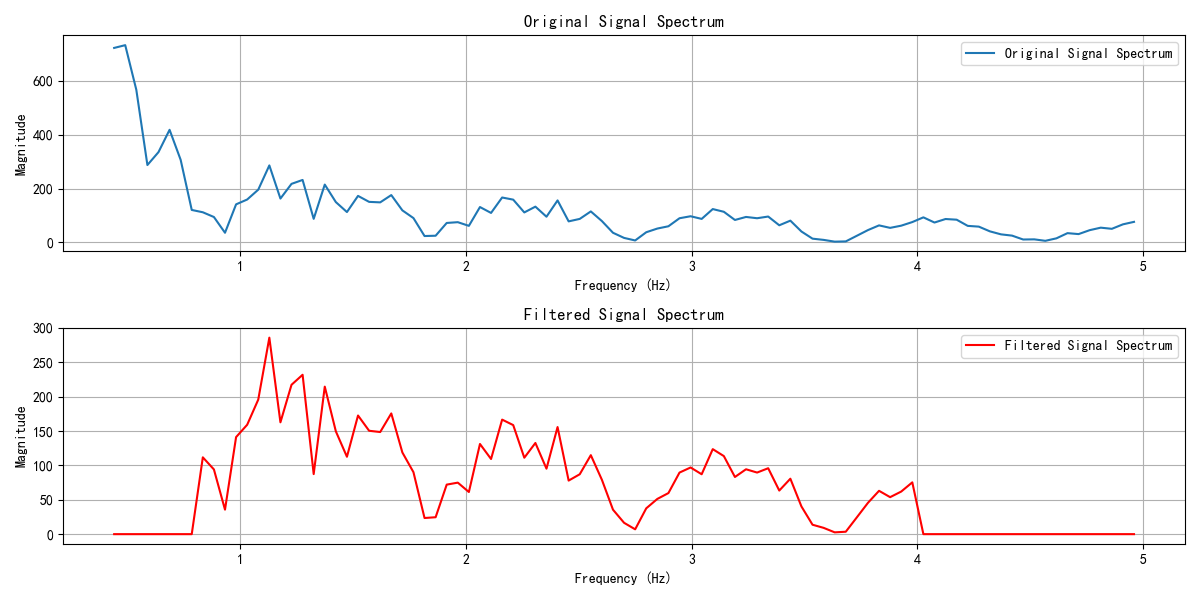 Original Signal Spectrum
Original Signal Spectrum
Magnitude
600
400
200
0
1 2 3 4 5
Frequency (Hz)
Filtered Signal Spectrum
Filtered Signal Spectrum
Magnitude
300
250
200
150
100
50
0
1 2 3 4 5
Frequency (Hz)